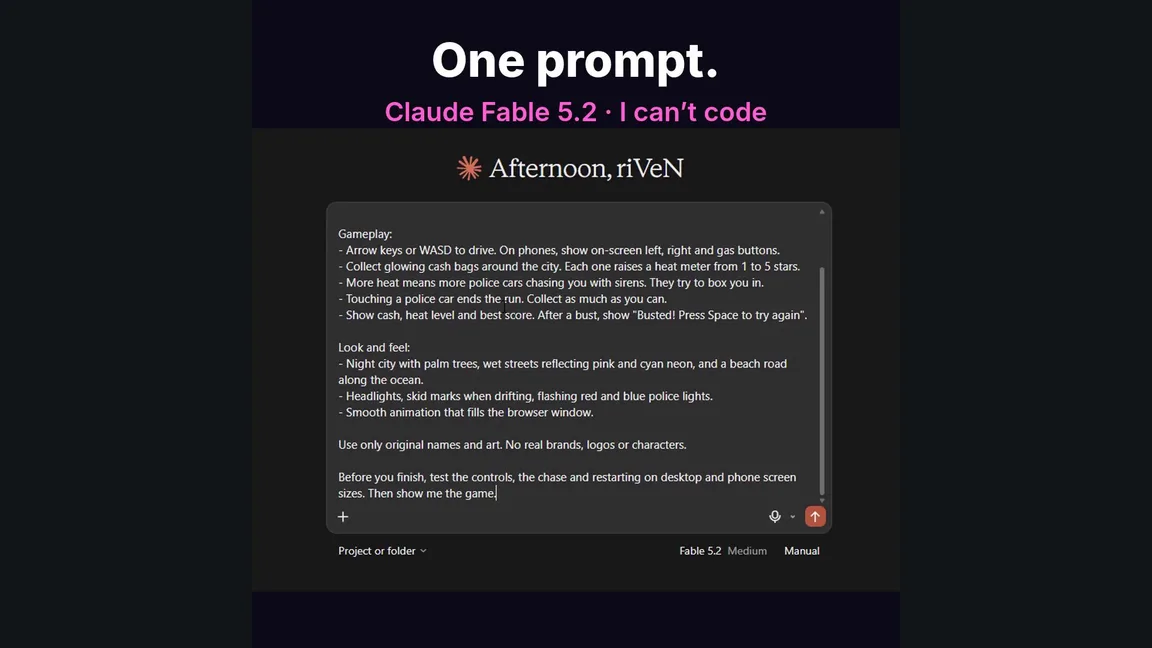 One prompt.
Claude Fable 5.2 · I can't code
Afternoon, riVeN
Gameplay:
- Arrow keys or WASD to drive. On phones, show on-screen left, right and gas buttons.
- Collect glowing cash bags around the city. Each one raises a heat meter from 1 to 5 stars.
- More heat means more police cars chasing you with sirens. They try to box you in.
- Touching a police car ends the run. Collect as much as you can.
- Show cash, heat level and best score. After a bust, show "Busted! Press Space to try again".
Look and feel:
- Night city with palm trees, wet streets reflecting pink and cyan neon, and a beach road
along the ocean.
- Headlights, skid marks when drifting, flashing red and blue police lights.
- Smooth animation that fills the browser window.
Use only original names and art. No real brands, logos or characters.
Before you finish, test the controls, the chase and restarting on desktop and phone screen
sizes. Then show me the game.
Project or folder
Fable 5.2 Medium Manual